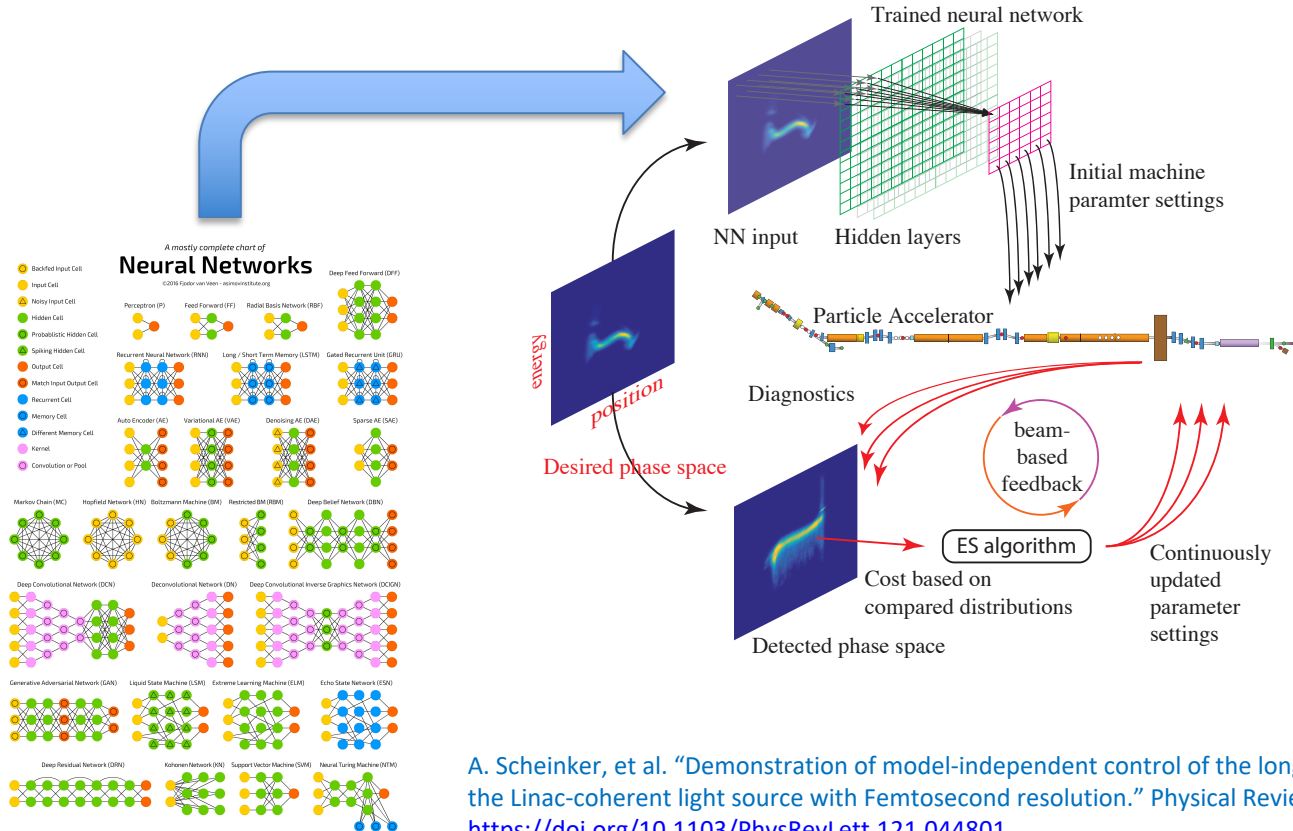 Trained neural network
Initial machine
paramter settings
NN input
Hidden layers
energy
position
Desired phase space
Particle Accelerator
Diagnostics
beam-
based
feedback
ES algorithm
Cost based on
compared distributions
Continuously
updated
parameter
settings
Detected phase space
A mostly complete chart of
Neural Networks
©2016 Fjodor van Veen - asimovinstitute.org
Backfed Input Cell
Input Cell
Noisy Input Cell
Hidden Cell
Probablistic Hidden Cell
Spiking Hidden Cell
Output Cell
Match Input Output Cell
Recurrent Cell
Memory Cell
Different Memory Cell
Kernel
Convolution or Pool
Deep Feed Forward (DFF)
Perceptron (P)
Feed Forward (FF)
Radial Basis Network (RBF)
Recurrent Neural Network (RNN)
Long / Short Term Memory (LSTM)
Gated Recurrent Unit (GRU)
Auto Encoder (AE)
Variational AE (VAE)
Denoising AE (DAE)
Sparse AE (SAE)
Markov Chain (MC)
Hopfield Network (HN)
Boltzmann Machine (BM)
Restricted BM (RBM)
Deep Belief Network (DBN)
Deep Convolutional Network (DCN)
Deconvolutional Network (DN)
Deep Convolutional Inverse Graphics Network (DCIGN)
Generative Adversarial Network (GAN)
Liquid State Machine (LSM)
Extreme Learning Machine (ELM)
Echo State Network (ESN)
Deep Residual Network (DRN)
Kohonen Network (KN)
Support Vector Machine (SVM)
Neural Turing Machine (NTM)
A. Scheinker, et al. “Demonstration of model-independent control of the
the Linac-coherent light source with Femtosecond resolution.” Physical
https://doi.org/10.1103/PhysRevLett.121.044801